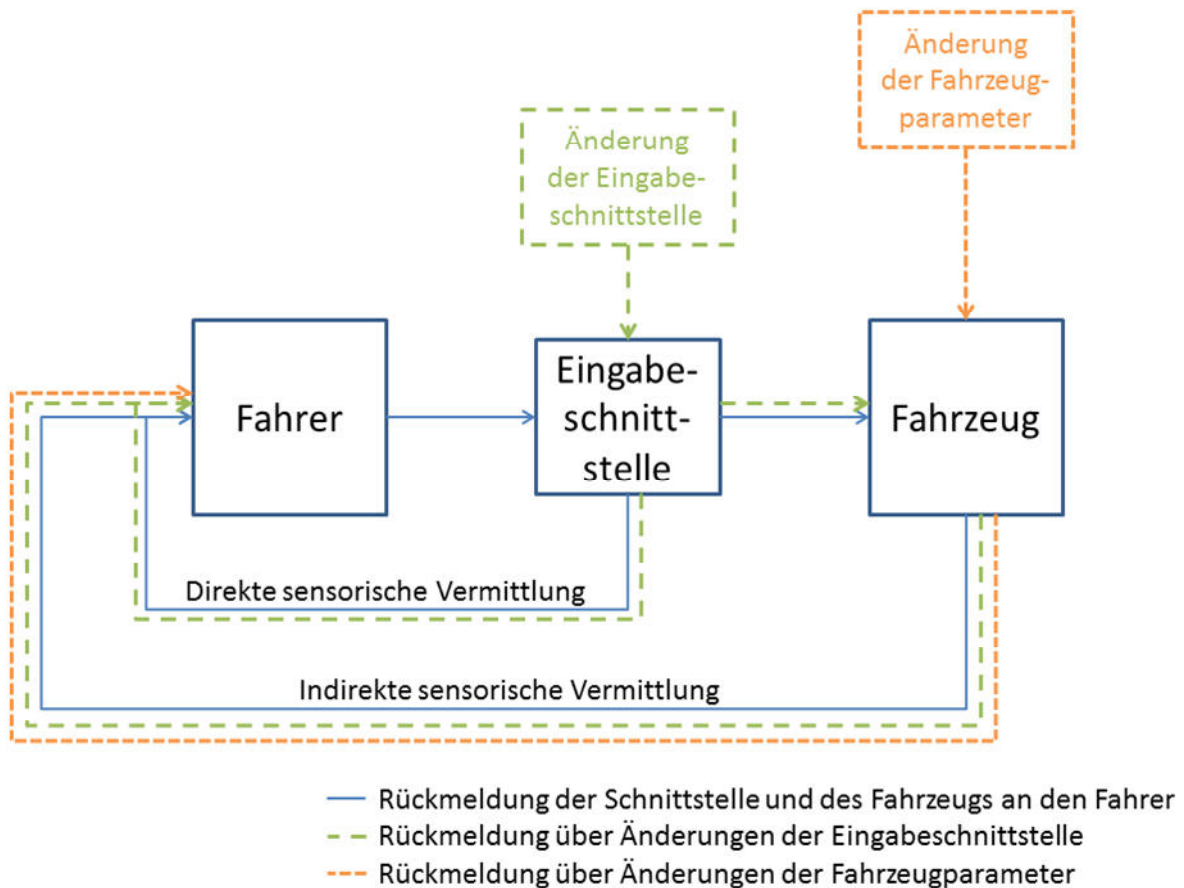 Änderung
der Fahrzeug-
parameter
Änderung
der Eingabe-
schnittstelle
Fahrer
Eingabe-
schnitt-
stelle
Fahrzeug
Direkte sensorische Vermittlung
Indirekte sensorische Vermittlung
Rückmeldung der Schnittstelle und des Fahrzeugs an den Fahrer
Rückmeldung über Änderungen der Eingabeschnittstelle
Rückmeldung über Änderungen der Fahrzeugparameter